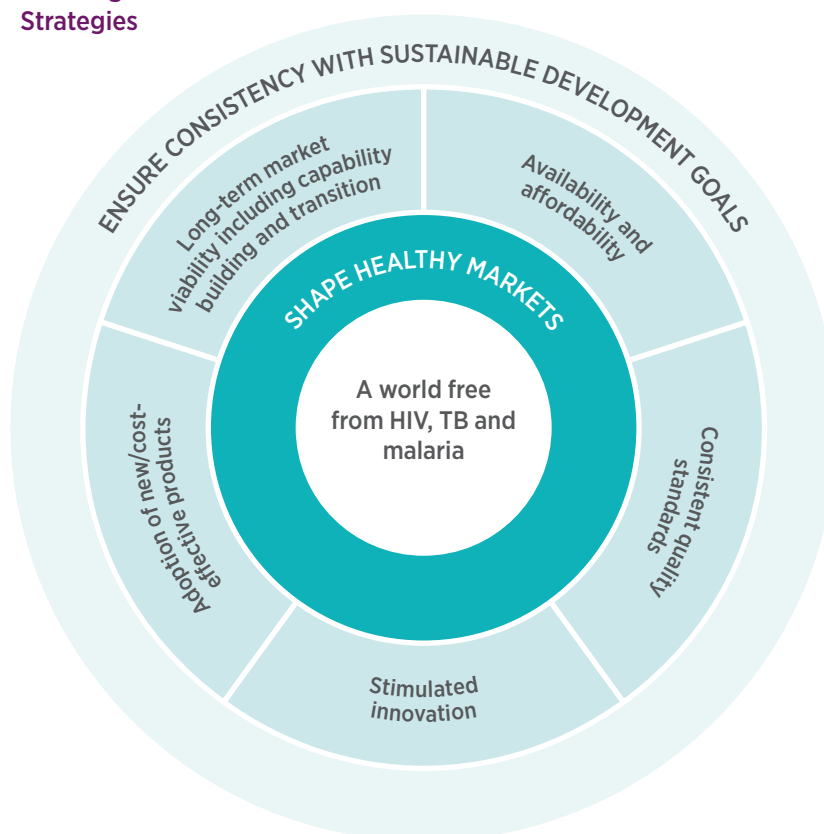 Strategies
ENSURE CONSISTENCY WITH SUSTAINABLE DEVELOPMENT GOALS
Long-term market
viability including capability
building and transition
Availability and
affordability
SHAPE HEALTHY MARKETS
A world free
from HIV, TB and
malaria
Adoption of new/cost-
effective products
Consistent quality
standards
Stimulated
innovation